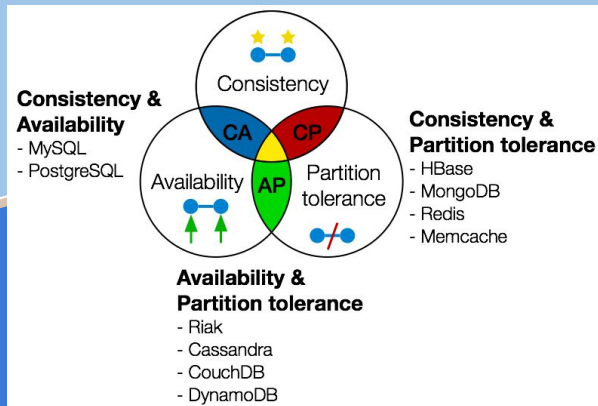 Consistency
CA
CP
Availability
AP
Partition
tolerance
Consistency &
Availability
- MySQL
- PostgreSQL
Consistency &
Partition tolerance
- HBase
- MongoDB
- Redis
- Memcache
Availability &
Partition tolerance
- Riak
- Cassandra
- CouchDB
- DynamoDB